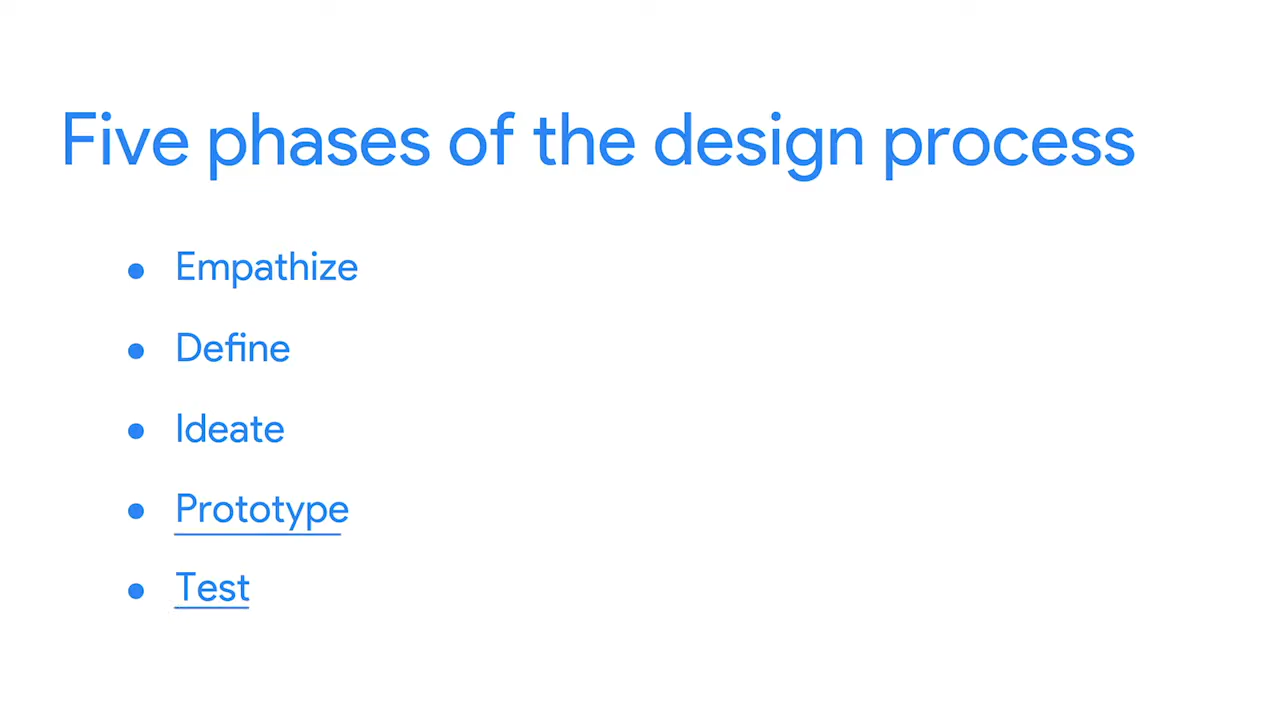 Five phases of the design process
• Empathize
• Define
• Ideate
• Prototype
• Test